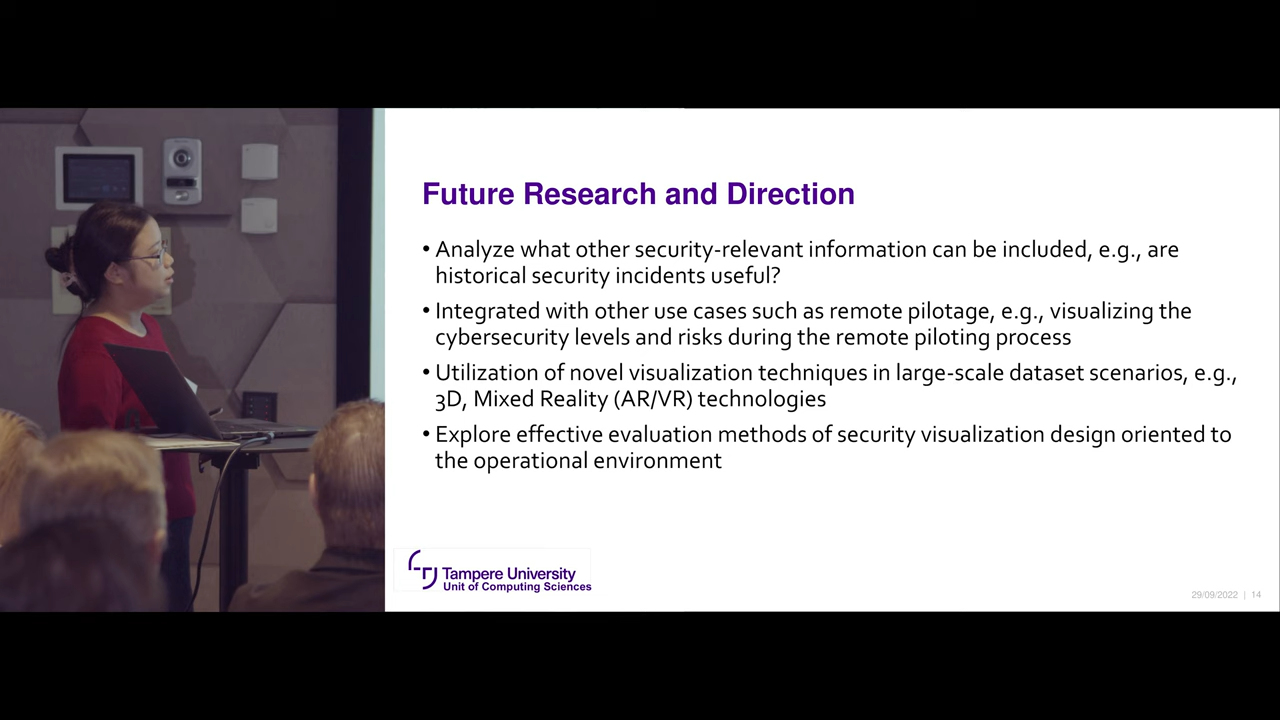 Future Research and Direction
• Analyze what other security-relevant information can be included, e.g., are
historical security incidents useful?
• Integrated with other use cases such as remote pilotage, e.g., visualizing the
cybersecurity levels and risks during the remote piloting process
• Utilization of novel visualization techniques in large-scale dataset scenarios, e.g.,
3D, Mixed Reality (AR/VR) technologies
• Explore effective evaluation methods of security visualization design oriented to
the operational environment
Tampere University
Unit of Computing Sciences
29/09/2022 | 14